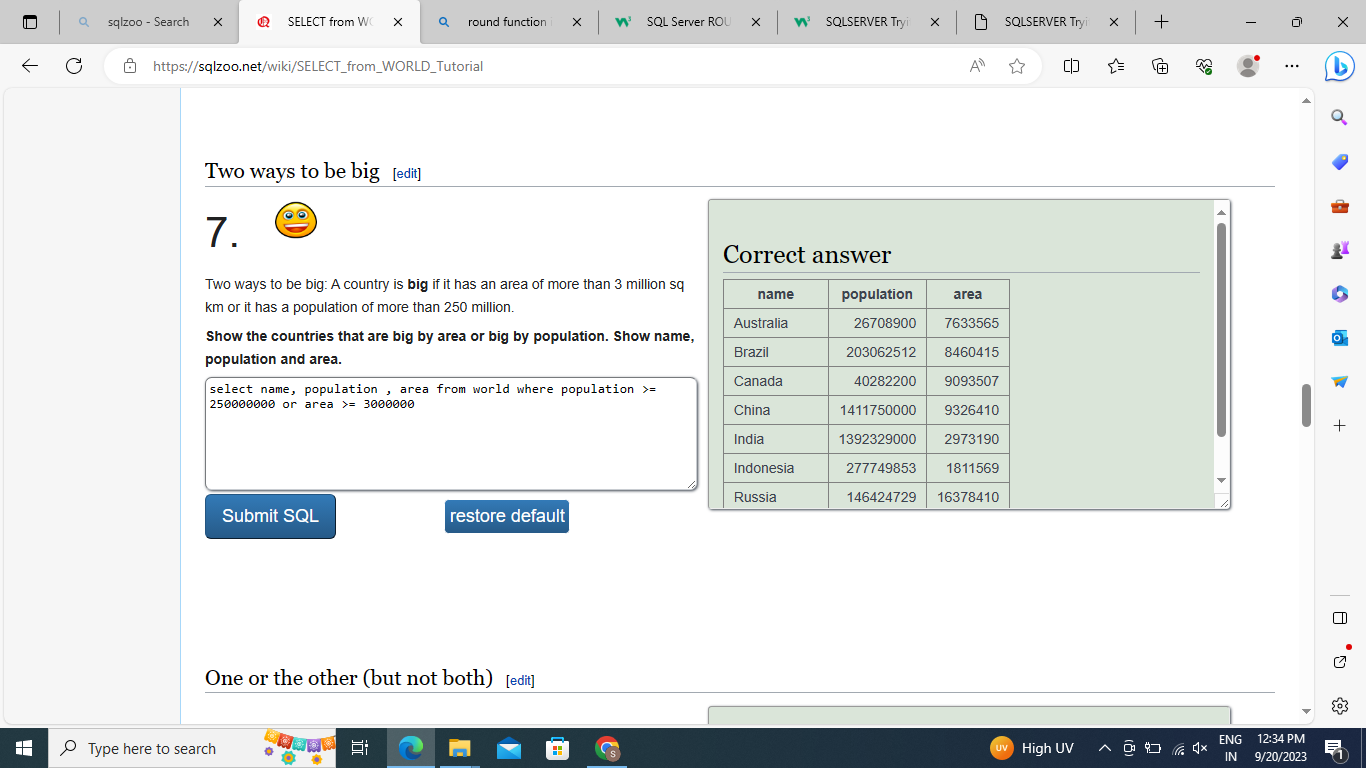 sqlzoo - Search
SELECT from WO
round function i
SQL Server ROU
SQLSERVER Tryi
SQLSERVER Tryi
https://sqlzoo.net/wiki/SELECT_from_WORLD_Tutorial
Two ways to be big [edit]
7.
Two ways to be big: A country is big if it has an area of more than 3 million sq
km or it has a population of more than 250 million.
Show the countries that are big by area or big by population. Show name,
population and area.
select name, population , area from world where population >=
250000000 or area >= 3000000
Submit SQL
restore default
Correct answer
name population area
Australia 26708900 7633565
Brazil 203062512 8460415
Canada 40282200 9093507
China 1411750000 9326410
India 1392329000 2973190
Indonesia 277749853 1811569
Russia 146424729 16378410
One or the other (but not both) [edit]
Type here to search
UV
High UV
ENG
IN
12:34 PM
9/20/2023
1